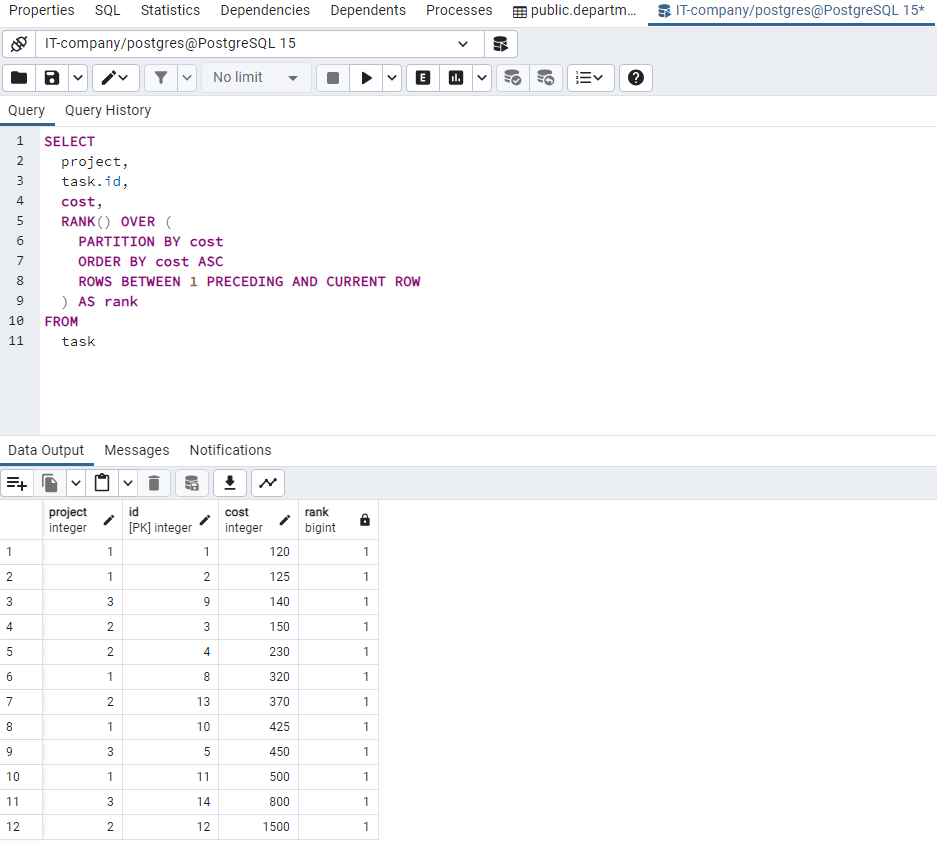 Properties SQL Statistics Dependencies Dependents Processes public.departm... IT-company/postgres@PostgreSQL 15*
IT-company/postgres@PostgreSQL 15
No limit E ?
Query Query History
1 SELECT
2 project,
3 task.id,
4 cost,
5 RANK() OVER (
6 PARTITION BY cost
7 ORDER BY cost ASC
8 ROWS BETWEEN 1 PRECEDING AND CURRENT ROW
9 ) AS rank
10 FROM
11 task
Data Output Messages Notifications
project id cost rank
integer [PK] integer integer bigint
1 1 1 120 1
2 1 2 125 1
3 3 9 140 1
4 2 3 150 1
5 2 4 230 1
6 1 8 320 1
7 2 13 370 1
8 1 10 425 1
9 3 5 450 1
10 1 11 500 1
11 3 14 800 1
12 2 12 1500 1